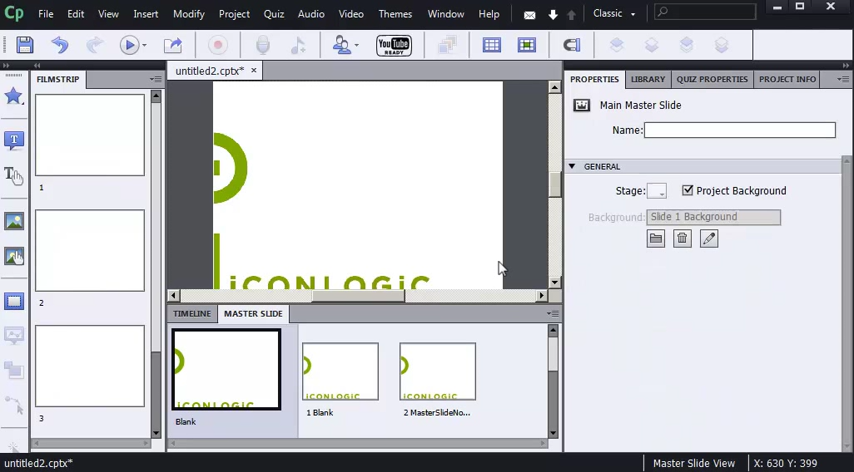 Cp File Edit View Insert Modify Project Quiz Audio Video Themes Window Help Classic
You Tube READY
FILMSTRIP
untitled2.cptx* ×
PROPERTIES LIBRARY QUIZ PROPERTIES PROJECT INFO
Main Master Slide
Name:
T
T
1
GENERAL
Stage: Project Background
Background: Slide 1 Background
2
iCONLOGiC
TIMELINE MASTER SLIDE
iCONLOGiC
iCONLOGiC
iCONLOGiC
Blank
1 Blank
2 MasterSlideNo...
3
untitled2.cptx*
Master Slide View
X: 630 Y: 399